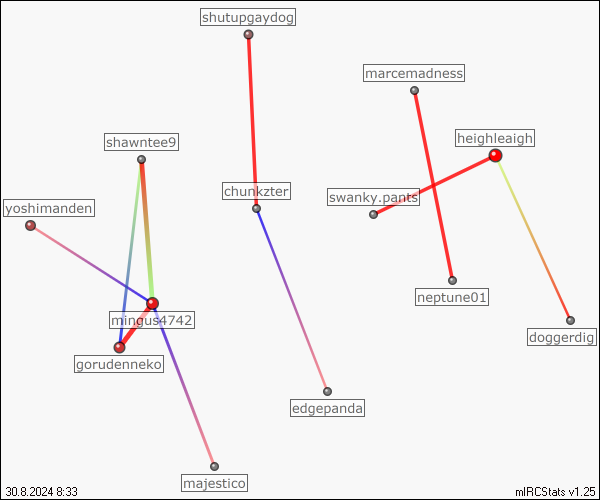 shutupgaydog
marcemadness
heighleaigh
shawntee9
chunkzter
swanky.pants
yoshimanden
neptune01
mingus4742
doggerdig
gorudenneko
edgepanda
majestico
30.8.2024 8:33
mIRCStats v1.25